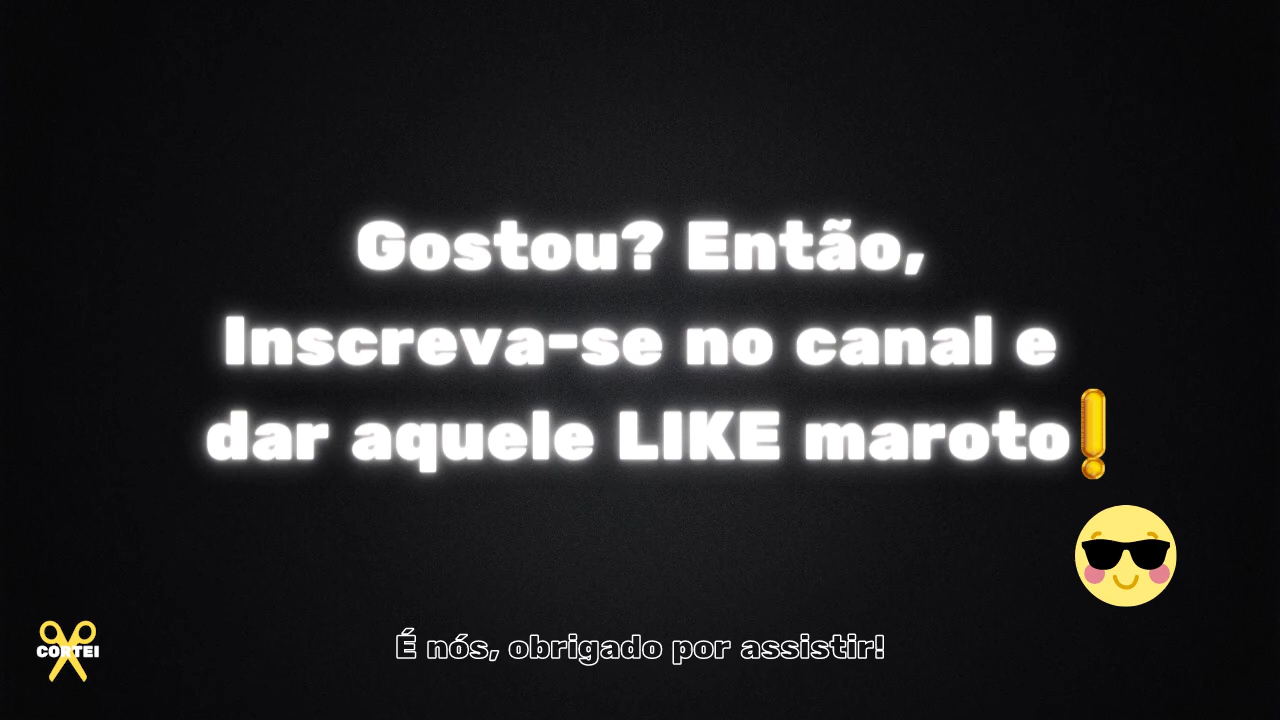 Gostou? Então,
Inscreva-se no canal e
dar aquele LIKE maroto!
É nós, obrigado por assistir!
CORTEI